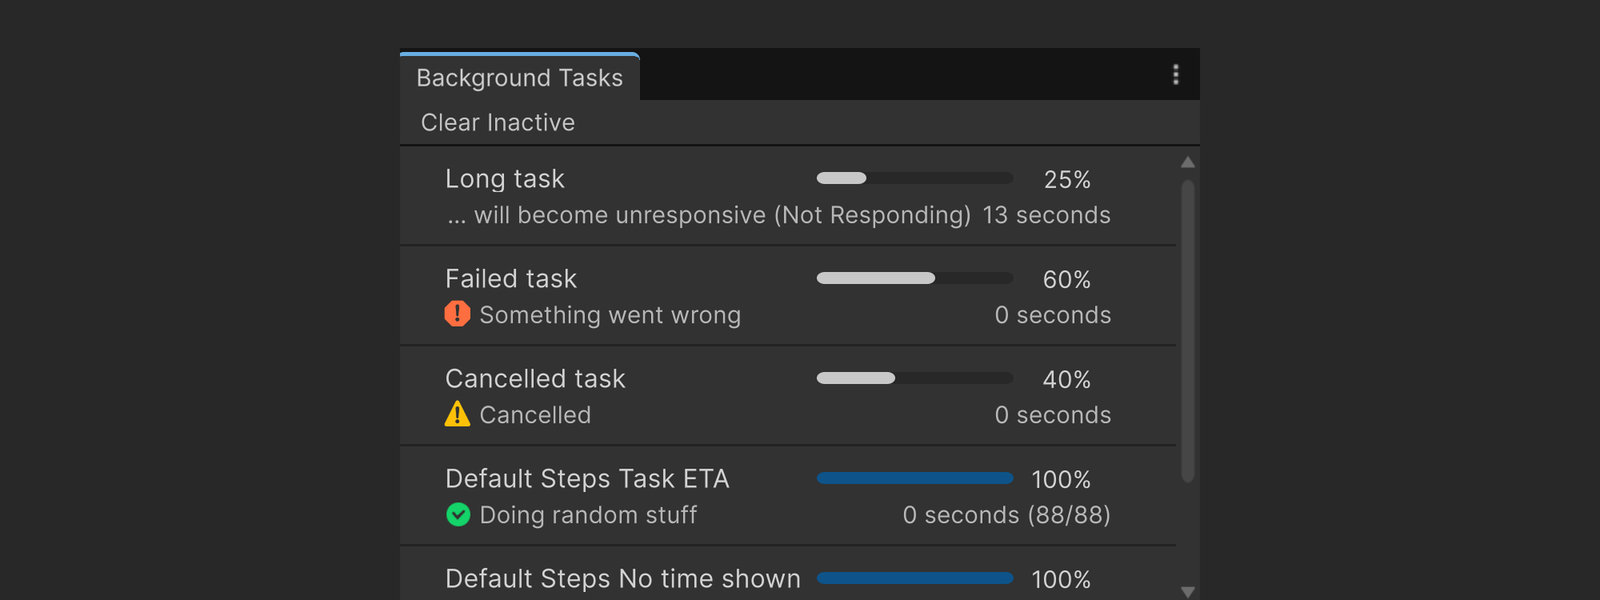 Background Tasks
Clear Inactive
Long task 25%
... will become unresponsive (Not Responding) 13 seconds
Failed task 60%
Something went wrong 0 seconds
Cancelled task 40%
Cancelled 0 seconds
Default Steps Task ETA 100%
Doing random stuff 0 seconds (88/88)
Default Steps No time shown 100%